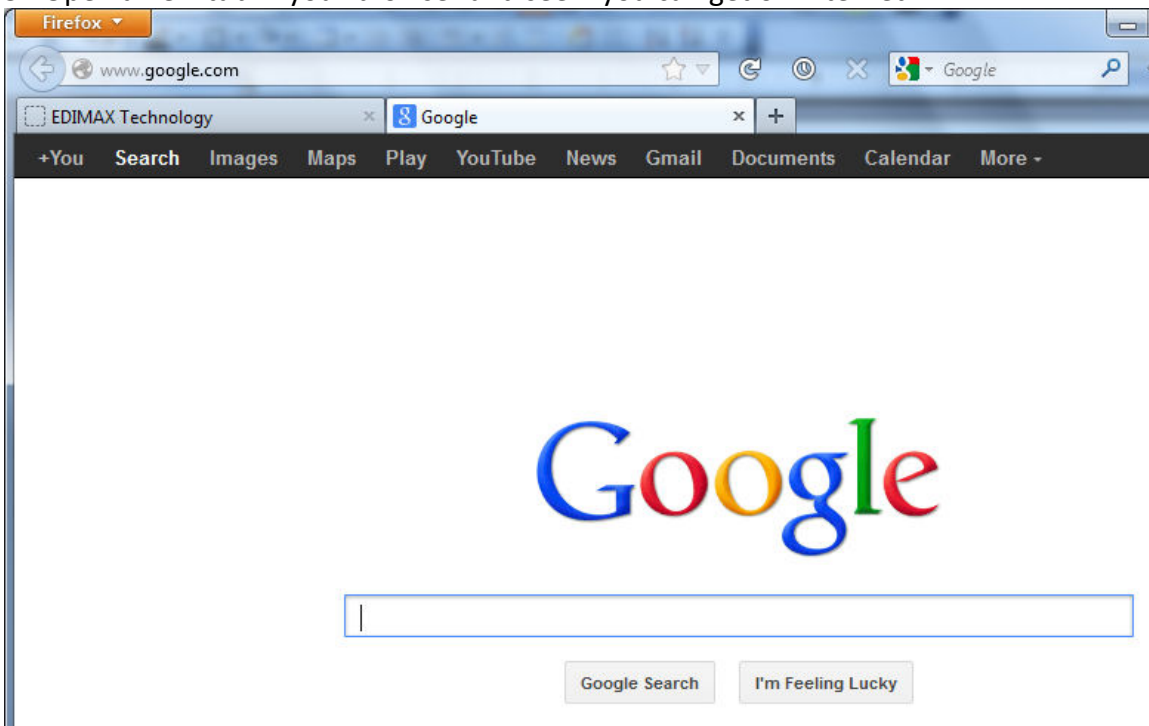 Firefox
www.google.com
Google
EDIMAX Technology
Google
+You Search Images Maps Play YouTube News Gmail Documents Calendar More
Google
Google Search I'm Feeling Lucky